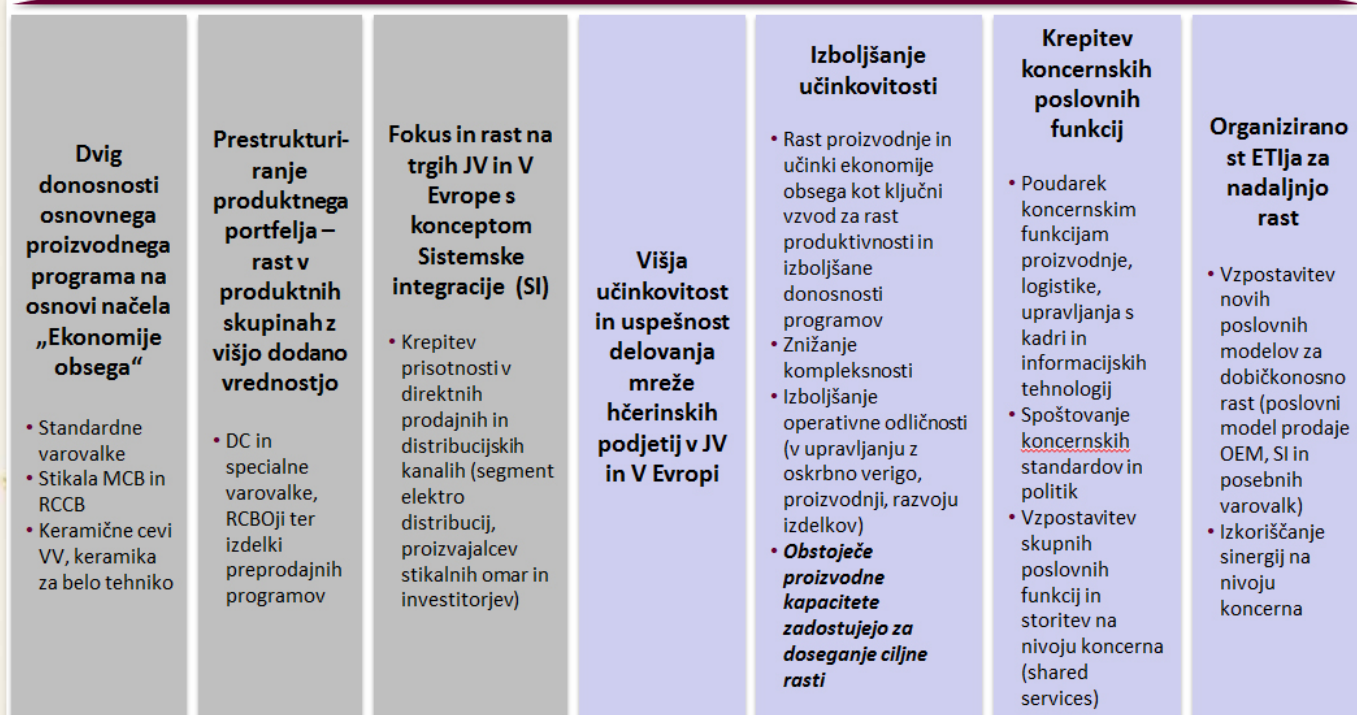 Dvig
donosnosti
osnovnega
proizvodnega
programa na
osnovi načela
„Ekonomije
obsega“
• Standardne
varovalke
• Stikala MCB in
RCCB
• Keramične cevi
VV, keramika
za belo tehniko
Prestrukturi-
ranje
produktnega
portfelja –
rast v
produktnih
skupinah z
višjo dodano
vrednostjo
• DC in
specialne
varovalke,
RCBOji ter
izdelki
preprodajnih
programov
Fokus in rast na
trgih JV in V
Evrope s
konceptom
Sistemske
integracije (SI)
• Krepitev
prisotnosti v
direktnih
prodajnih in
distribucijskih
kanalih (segment
elektro
distribucij,
proizvajalcev
stikalnih omar in
investitorjev)
Višja
učinkovitost
in uspešnost
delovanja
mreže
hčerinskih
podjetij v JV
in V Evropi
Izboljšanje
učinkovitosti
• Rast proizvodnje in
učinki ekonomije
obsega kot ključni
vzvod za rast
produktivnosti in
izboljšane
donosnosti
programov
• Znižanje
kompleksnosti
• Izboljšanje
operativne odličnosti
(v upravljanju z
oskrbno verigo,
proizvodnji, razvoju
izdelkov)
• Obstoječe
proizvodne
kapacitete
zadostujejo za
doseganje ciljne
rasti
Krepitev
koncernskih
poslovnih
funkcij
• Poudarek
koncernskim
funkcijam
proizvodnje,
logistike,
upravljanja s
kadri in
informacijskih
tehnologij
• Spoštovanje
koncernskih
standardov in
politik
• Vzpostavitev
skupnih
poslovnih
funkcij in
storitev na
nivoju koncerna
(shared
services)
Organizirano
st ETIja za
nadaljnjo
rast
• Vzpostavitev
novih
poslovnih
modelov za
dobičkonosno
rast (poslovni
model prodaje
OEM, SI in
posebnih
varovalk)
• Izkoriščanje
sinergij na
nivoju
koncerna